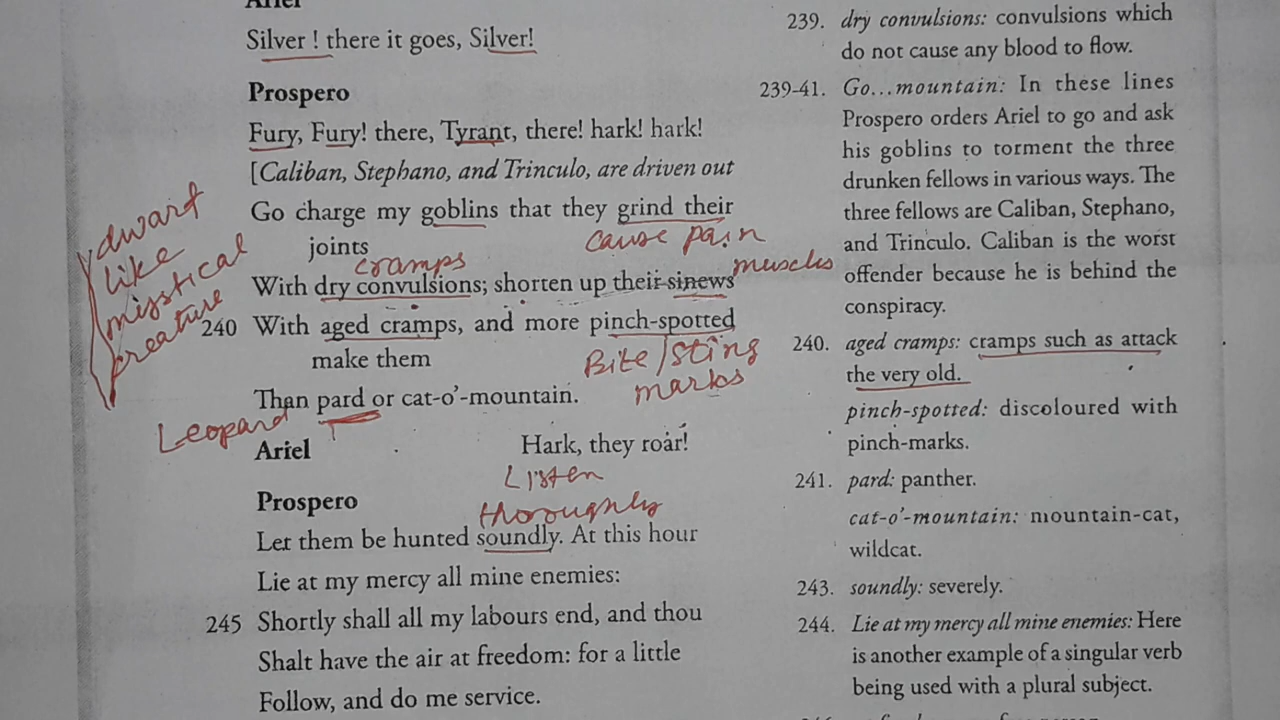 Ariel
Silver ! there it goes, Silver!
Prospero
Fury, Fury! there, Tyrant, there! hark! hark!
[Caliban, Stephano, and Trinculo, are driven out
Go charge my goblins that they grind their
cause pain
joints
cramps
muscles
With dry convulsions; shorten up their sinews
240 With aged cramps, and more pinch-spotted
make them
Bite/sting
marks
Than pard or cat-o'-mountain.
Leopard
dwarf
like
mystical
creature
Ariel Hark, they roar!
Listen
Prospero
thoroughly
Let them be hunted soundly. At this hour
Lie at my mercy all mine enemies:
245 Shortly shall all my labours end, and thou
Shalt have the air at freedom: for a little
Follow, and do me service.
239. dry convulsions: convulsions which
do not cause any blood to flow.
239-41. Go...mountain: In these lines
Prospero orders Ariel to go and ask
his goblins to torment the three
drunken fellows in various ways. The
three fellows are Caliban, Stephano,
and Trinculo. Caliban is the worst
offender because he is behind the
conspiracy.
240. aged cramps: cramps such as attack
the very old.
pinch-spotted: discoloured with
pinch-marks.
241. pard: panther.
cat-o'-mountain: mountain-cat,
wildcat.
243. soundly: severely.
244. Lie at my mercy all mine enemies: Here
is another example of a singular verb
being used with a plural subject.